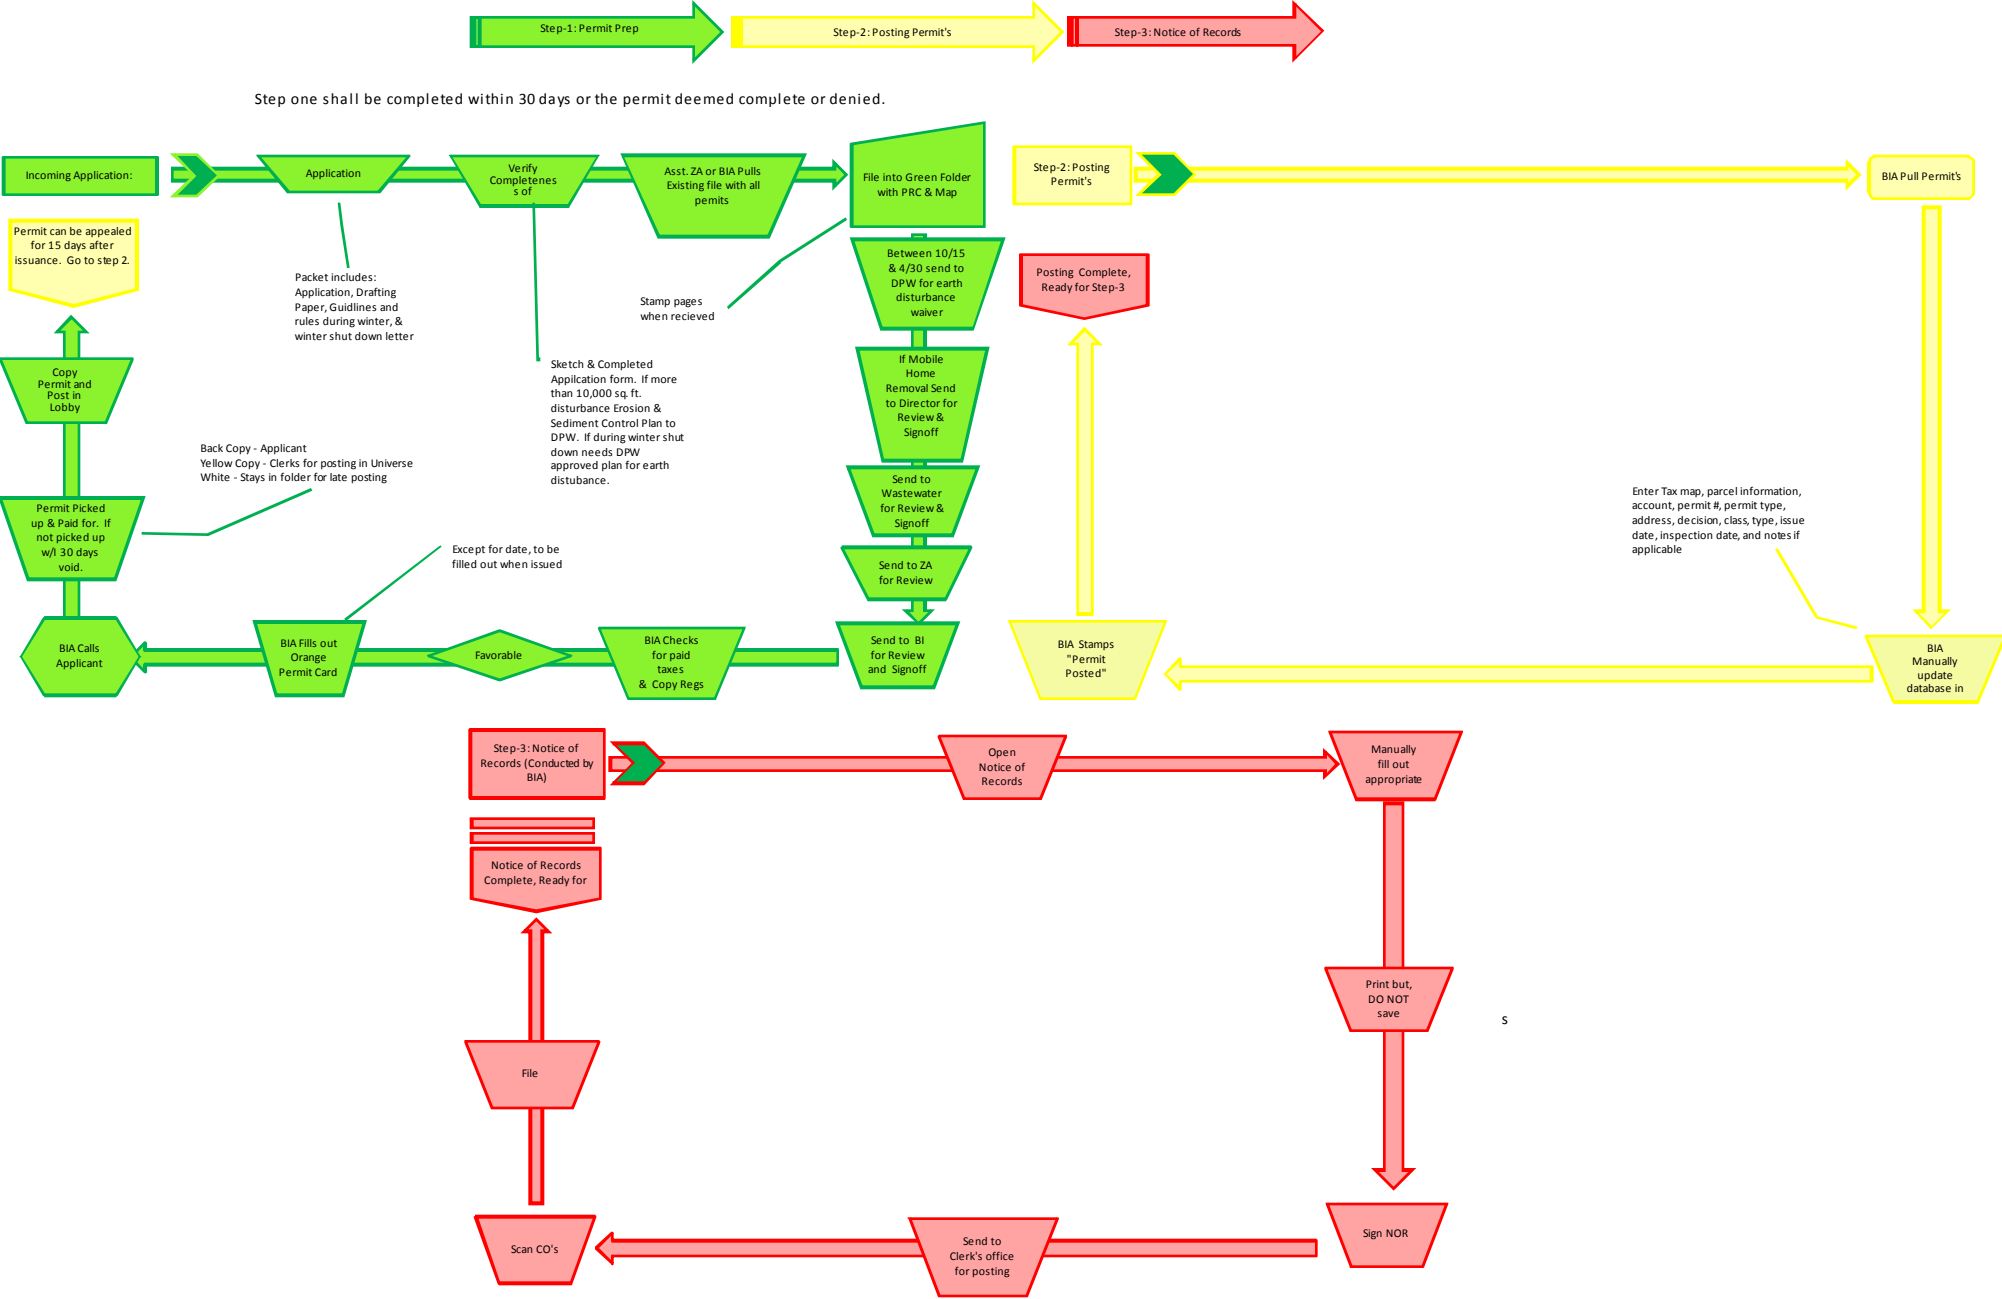 Step-1: Permit Prep
Step-2: Posting Permit's
Step-3: Notice of Records
Step one shall be completed within 30 days or the permit deemed complete or denied.
Incoming Application:
Application
Verify
Completenes
s of
Asst. ZA or BIA Pulls
Existing file with all
pemits
File into Green Folder
with PRC & Map
Step-2: Posting
Permit's
BIA Pull Permit's
Permit can be appealed
for 15 days after
issuance. Go to step 2.
Packet includes:
Application, Drafting
Paper, Guidlines and
rules during winter, &
winter shut down letter
Stamp pages
when recieved
Between 10/15
& 4/30 send to
DPW for earth
disturbance
waiver
Posting Complete,
Ready for Step-3
Copy
Permit and
Post in
Lobby
Sketch & Completed
Appilcation form. If more
than 10,000 sq. ft.
disturbance Erosion &
Sediment Control Plan to
DPW. If during winter shut
down needs DPW
approved plan for earth
distubance.
If Mobile
Home
Removal Send
to Director for
Review &
Signoff
Back Copy - Applicant
Yellow Copy - Clerks for posting in Universe
White - Stays in folder for late posting
Send to
Wastewater
for Review &
Signoff
Enter Tax map, parcel information,
account, permit #, permit type,
address, decision, class, type, issue
date, inspection date, and notes if
applicable
Permit Picked
up & Paid for. If
not picked up
w/I 30 days
void.
Except for date, to be
filled out when issued
Send to ZA
for Review
BIA Calls
Applicant
BIA Fills out
Orange
Permit Card
Favorable
BIA Checks
for paid
taxes
& Copy Regs
Send to BI
for Review
and Signoff
BIA Stamps
"Permit
Posted"
BIA
Manually
update
database in
Step-3: Notice of
Records (Conducted by
BIA)
Open
Notice of
Records
Manually
fill out
appropriate
Notice of Records
Complete, Ready for
Print but,
DO NOT
save
s
File
Scan CO's
Send to
Clerk's office
for posting
Sign NOR